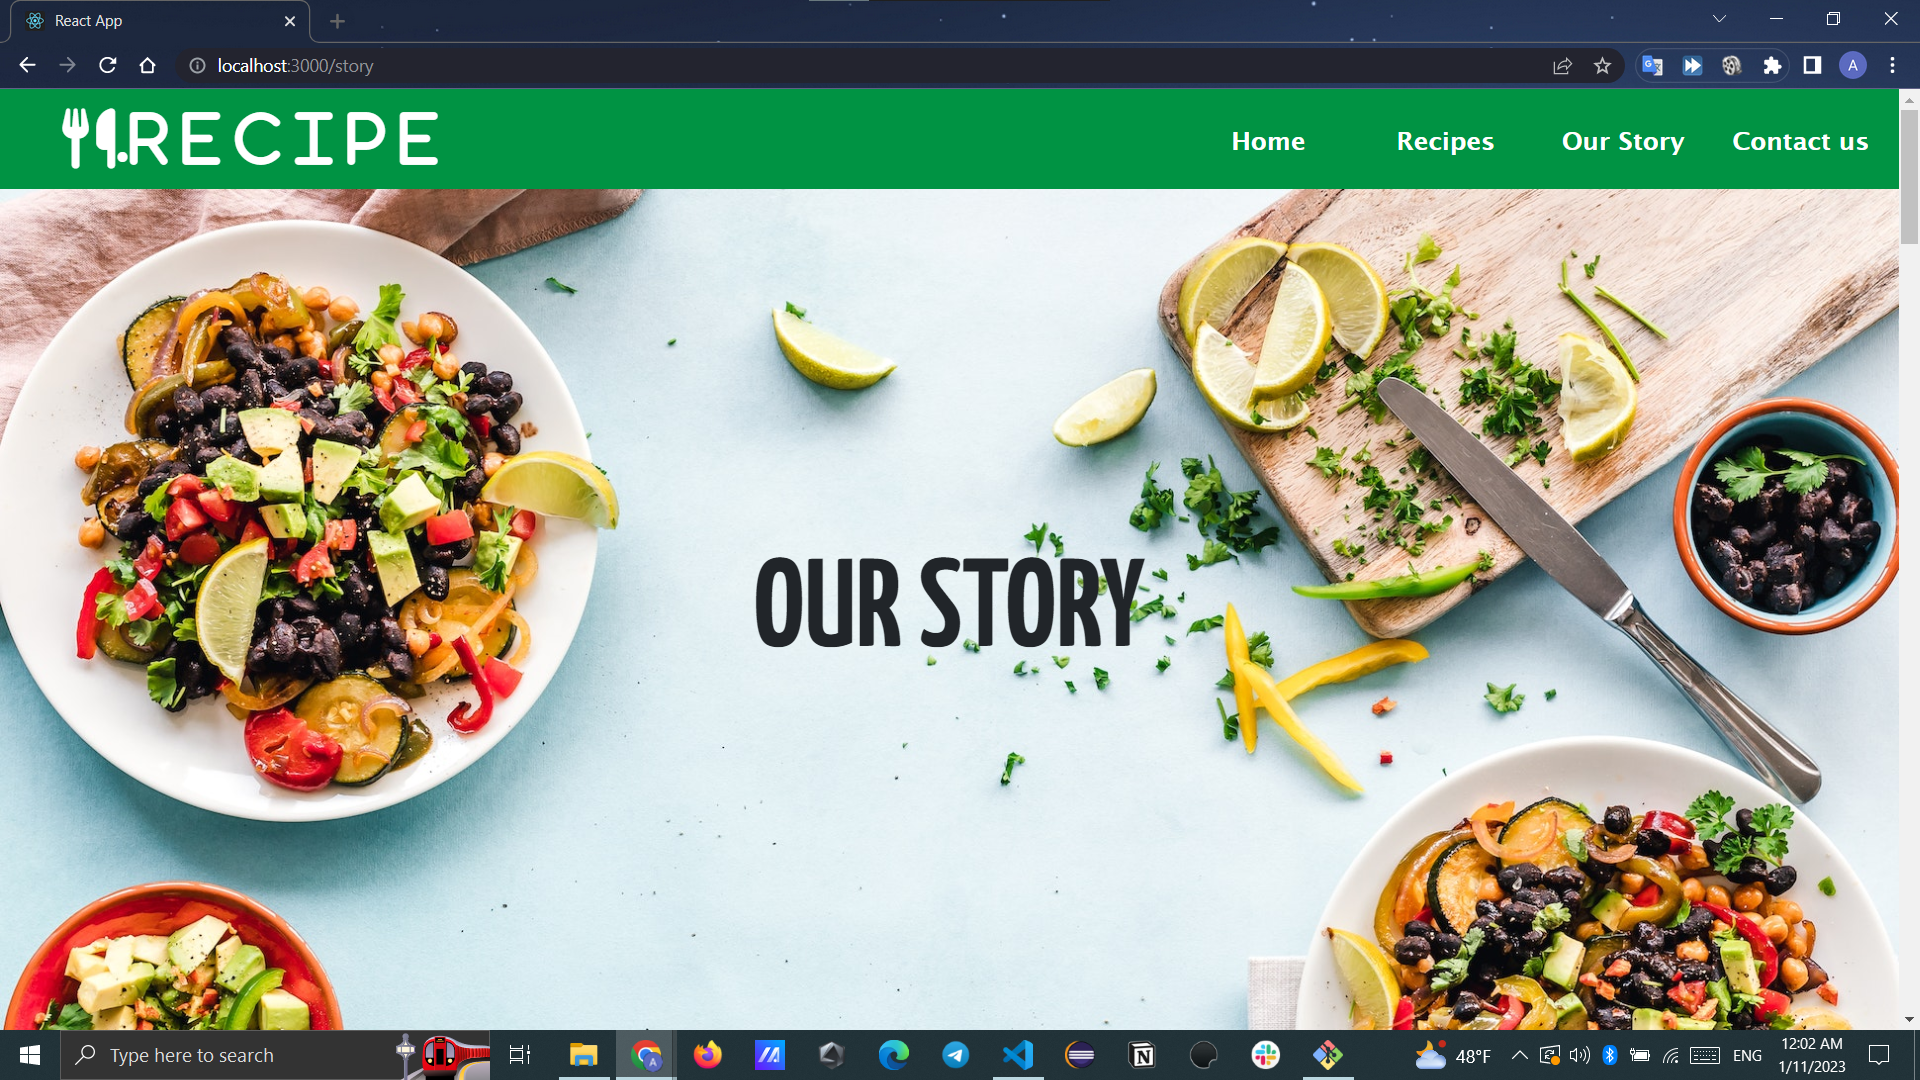 React App
localhost:3000/story
A
RECIPE
Home Recipes Our Story Contact us
OUR STORY
Type here to search
48°F
ENG
12:02 AM
1/11/2023